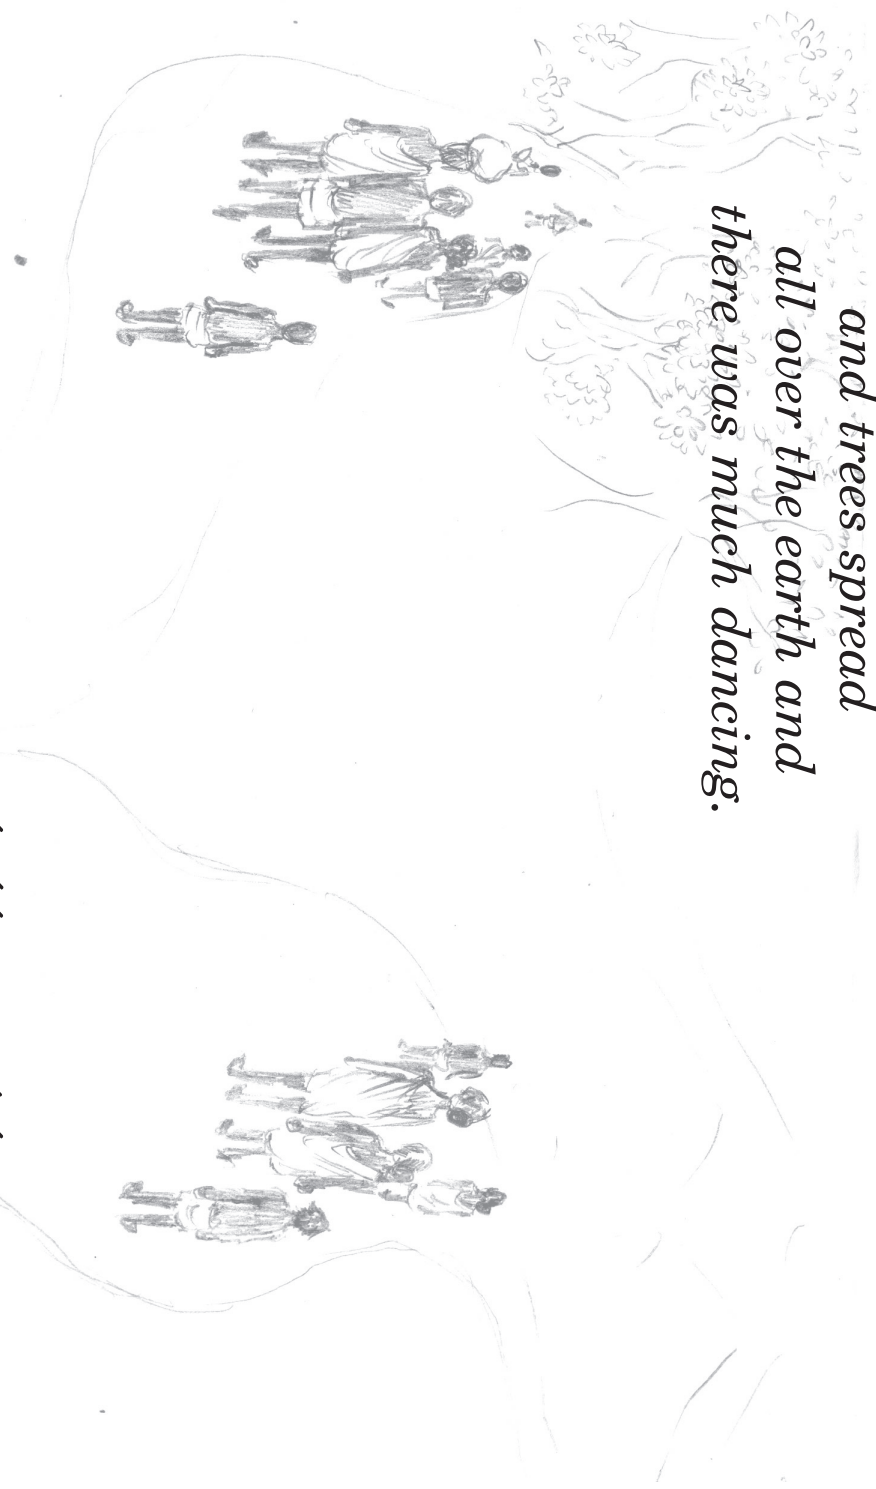 and trees spread
all over the earth and
there was much dancing.